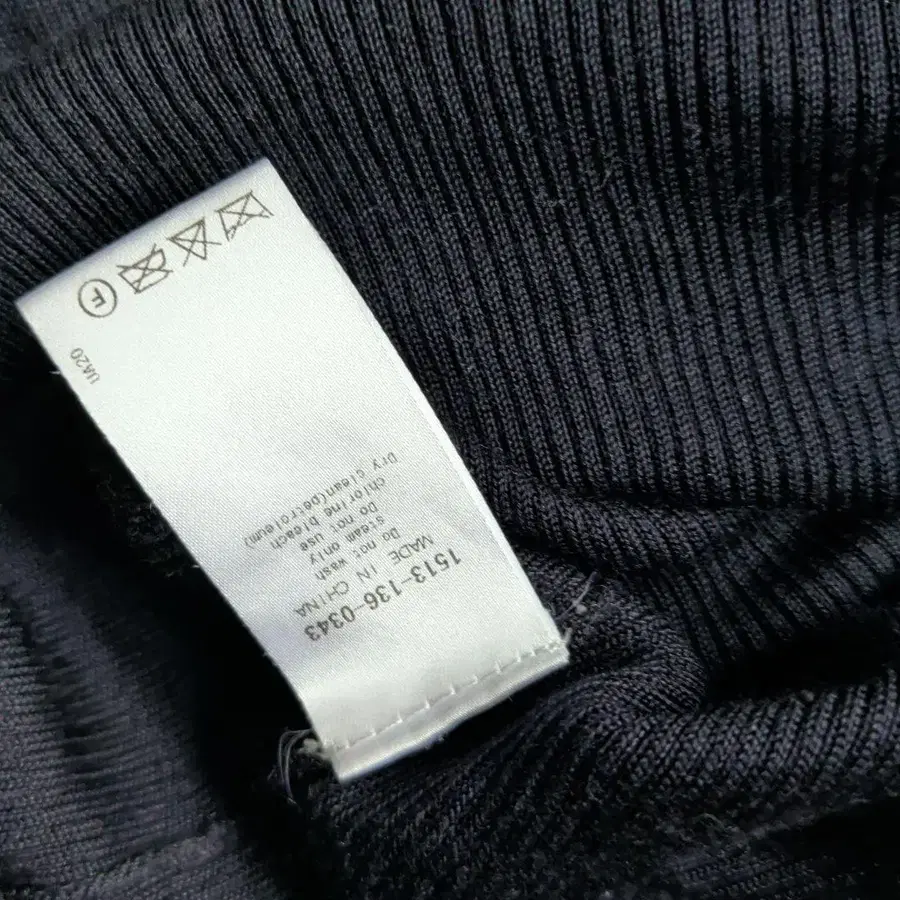 1513-136-0343
MADE IN CHINA
Do not wash
steam only
Do not use
chlorine bleach
Dry clean(petroleum)
UA20
F